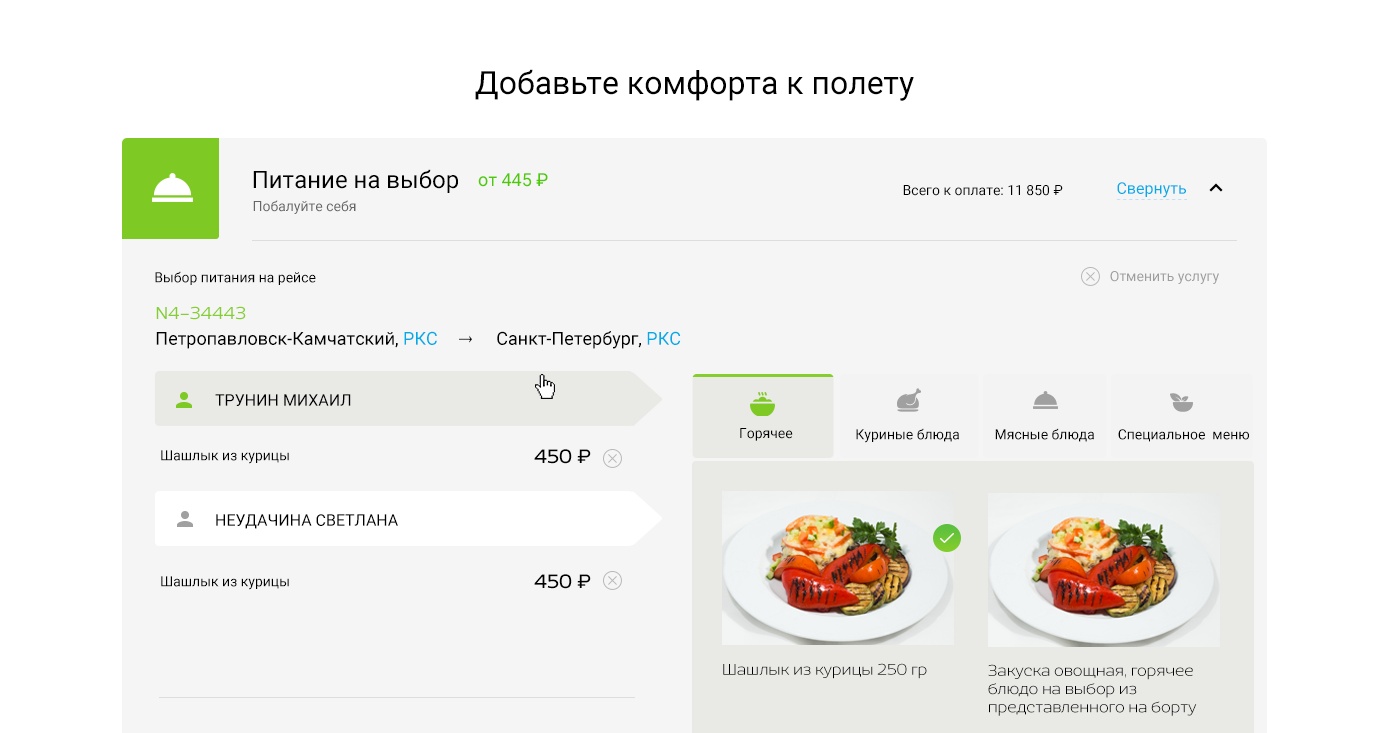 Добавьте комфорта к полету
Питание на выбор от 445 ₽
Побалуйте себя
Всего к оплате: 11 850 ₽
Свернуть
Выбор питания на рейсе
Отменить услугу
N4–34443
Петропавловск-Камчатский, РКС → Санкт-Петербург, РКС
ТРУНИН МИХАИЛ
Шашлык из курицы 450 ₽
НЕУДАЧИНА СВЕТЛАНА
Шашлык из курицы 450 ₽
Горячее
Куриные блюда
Мясные блюда
Специальное меню
Шашлык из курицы 250 гр
Закуска овощная, горячее
блюдо на выбор из
представленного на борту